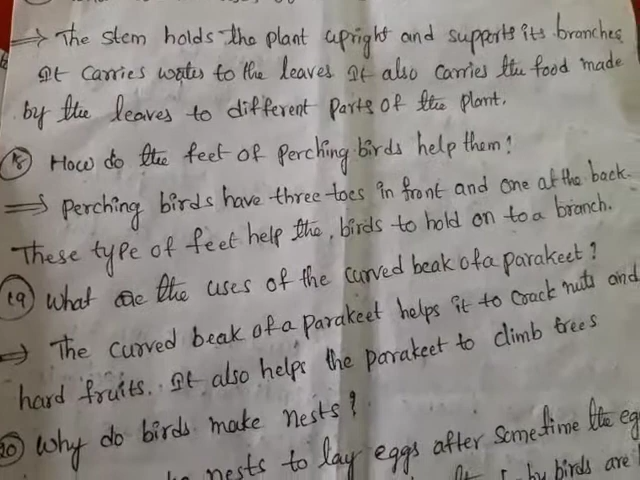 ⇒ The stem holds the plant upright and supports its branches
It carries water to the leaves It also carries the food made
by the leaves to different parts of the plant.
18 How do the feet of perching birds help them?
⇒ Perching birds have three toes in front and one at the back.
These type of feet help the, birds to hold on to a branch.
19 What are the uses of the curved beak of a parakeet?
⇒ The curved beak of a parakeet helps it to crack nuts and
hard fruits. It also helps the parakeet to climb trees
20 Why do birds make nests?
nests to lay eggs after sometime the eg
by birds are